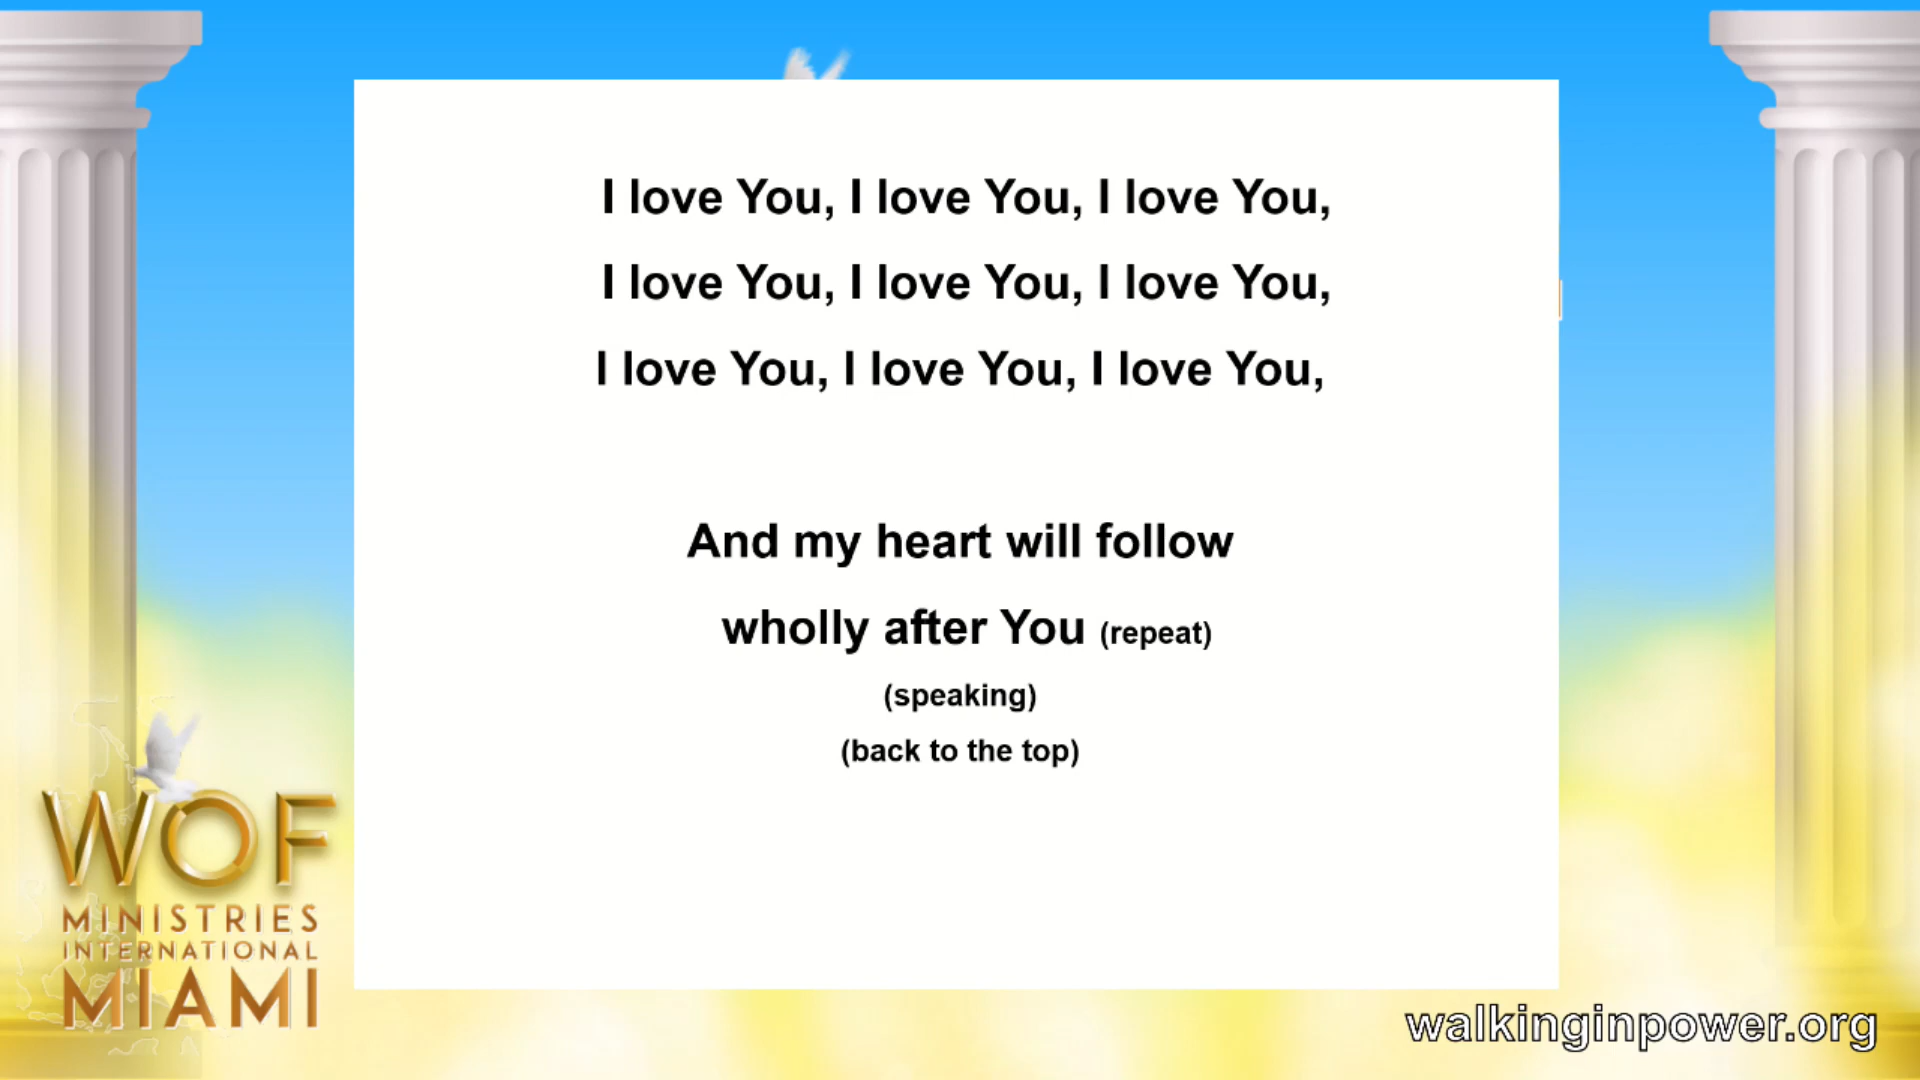 I love You, I love You, I love You,
I love You, I love You, I love You,
I love You, I love You, I love You,
And my heart will follow
wholly after You (repeat)
(speaking)
(back to the top)
WOF
MINISTRIES
INTERNATIONAL
MIAMI
walkinginpower.org